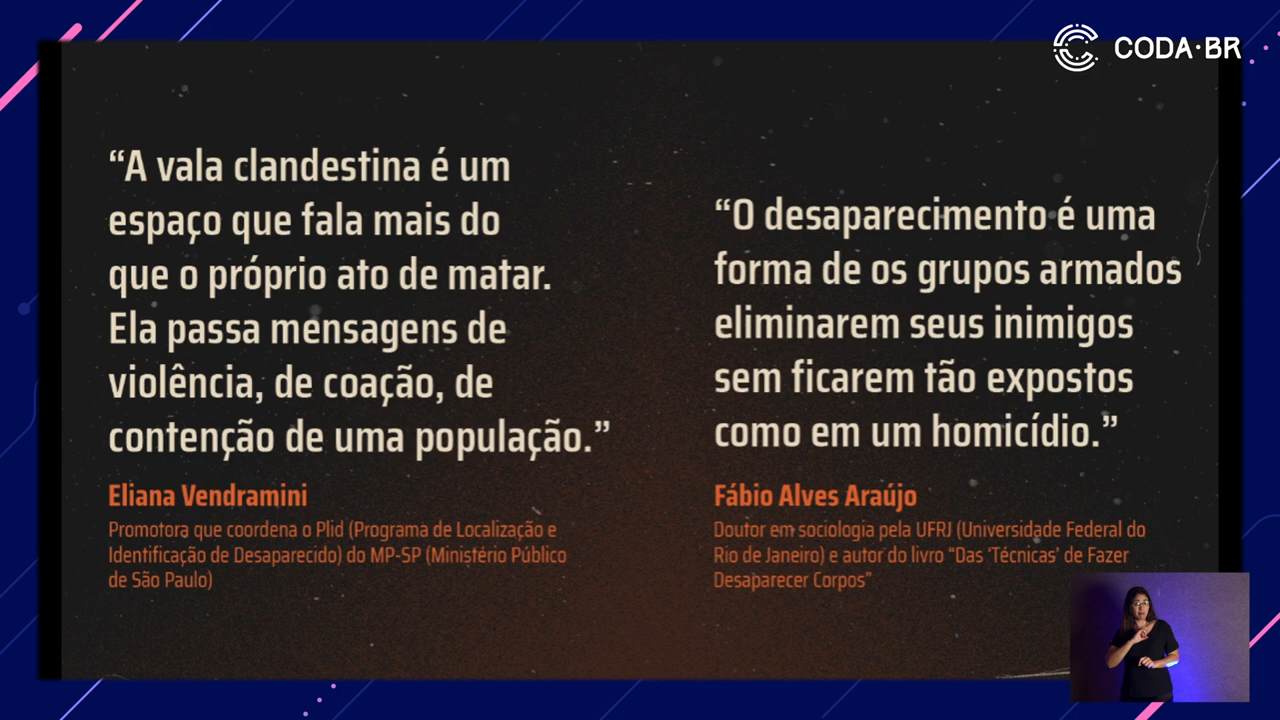 CODA·BR
“A vala clandestina é um
espaço que fala mais do
que o próprio ato de matar.
Ela passa mensagens de
violência, de coação, de
contenção de uma população.”
Eliana Vendramini
Promotora que coordena o Plid (Programa de Localização e
Identificação de Desaparecido) do MP-SP (Ministério Público
de São Paulo)
“O desaparecimento é uma
forma de os grupos armados
eliminarem seus inimigos
sem ficarem tão expostos
como em um homicídio.”
Fábio Alves Araújo
Doutor em sociologia pela UFRJ (Universidade Federal do
Rio de Janeiro) e autor do livro “Das ‘Técnicas’ de Fazer
Desaparecer Corpos”